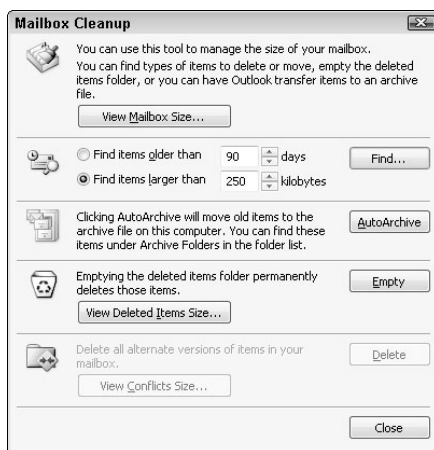 Mailbox Cleanup
You can use this tool to manage the size of your mailbox.
You can find types of items to delete or move, empty the deleted
items folder, or you can have Outlook transfer items to an archive
file.
View Mailbox Size...
Find items older than 90 days Find...
Find items larger than 250 kilobytes
Clicking AutoArchive will move old items to the
archive file on this computer. You can find these
items under Archive Folders in the folder list.
AutoArchive
Emptying the deleted items folder permanently
deletes those items.
Empty
View Deleted Items Size...
Delete all alternate versions of items in your
mailbox.
Delete
View Conflicts Size...
Close